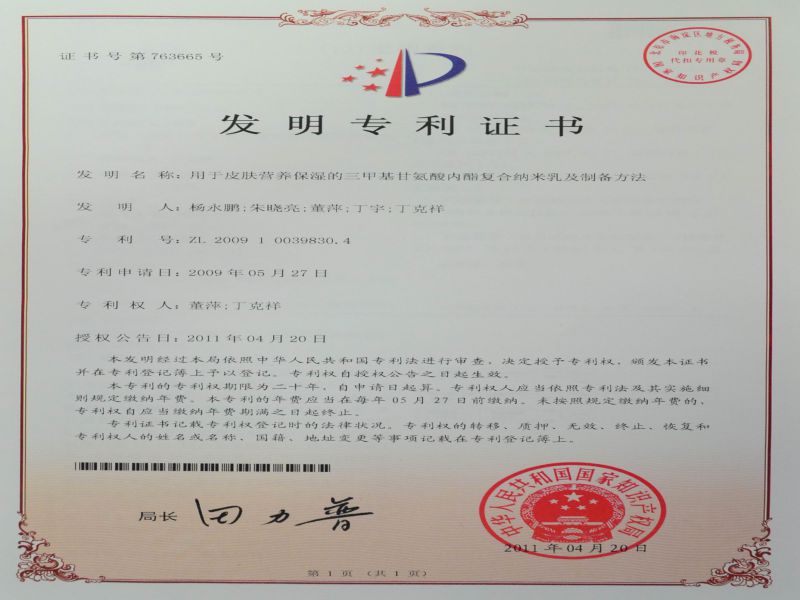 证书号第763665号
印花税
代扣专用章
国家知识产权局
发明专利证书
发明名称：用于皮肤营养保湿的三甲基甘氨酸内酯复合纳米乳及制备方法
发明人：杨永鹏;朱晓亮;董萍;丁宇;丁克祥
专利号：ZL 2009 1 0039830.4
专利申请日：2009年05月27日
专利权人：董萍;丁克祥
授权公告日：2011年04月20日
本发明经过本局依照中华人民共和国专利法进行审查，决定授予专利权，颁发本证书
并在专利登记簿上予以登记。专利权自授权公告之日起生效。
本专利的专利权期限为二十年，自申请日起算。专利权人应当依照专利法及其实施细
则规定缴纳年费。本专利的年费应当在每年05月27日前缴纳。未按照规定缴纳年费的，
专利权自应当缴纳年费期满之日起终止。
专利证书记载专利权登记时的法律状况。专利权的转移、质押、无效、终止、恢复和
专利权人的姓名或名称、国籍、地址变更等事项记载在专利登记簿上。
局长 田力普
中华人民共和国国家知识产权局
2011年04月20日
第1页（共1页）